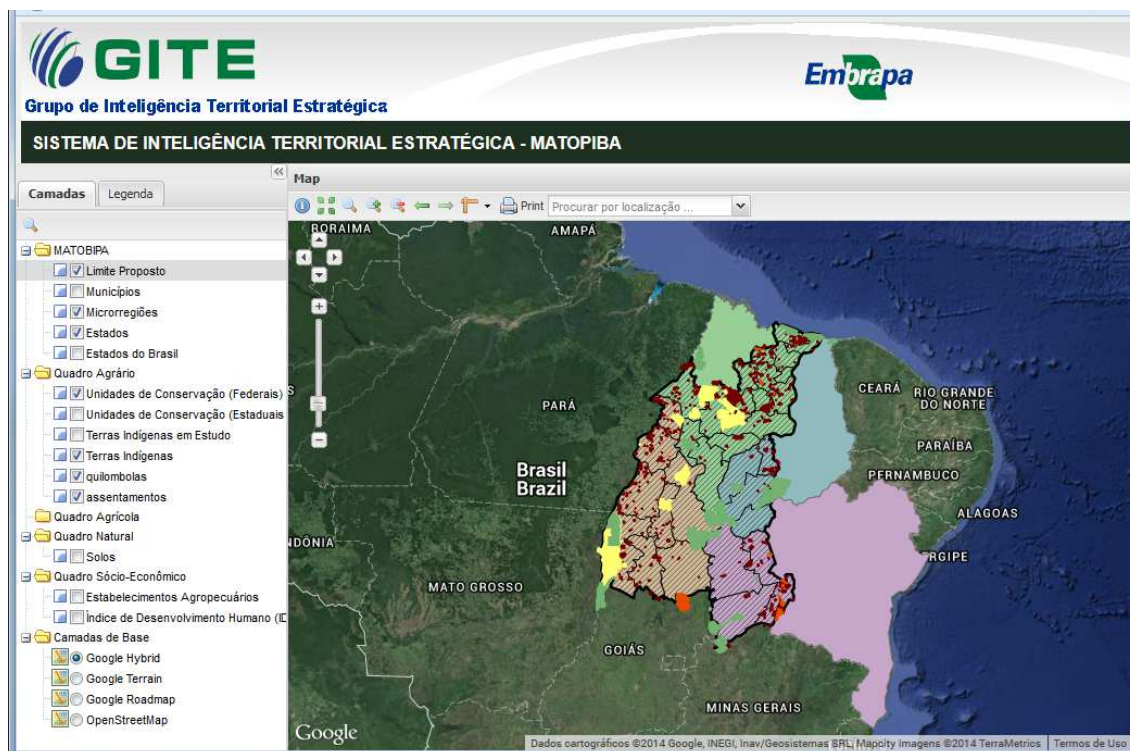 GITE
Grupo de Inteligência Territorial Estratégica
Embrapa
SISTEMA DE INTELIGÊNCIA TERRITORIAL ESTRATÉGICA - MATOPIBA
Camadas
Legenda
MATOBIPA
Limite Proposto
Municípios
Microrregiões
Estados
Estados do Brasil
Quadro Agrário
Unidades de Conservação (Federais)
Unidades de Conservação (Estaduais
Terras Indígenas em Estudo
Terras Indígenas
quilombolas
assentamentos
Quadro Agrícola
Quadro Natural
Solos
Quadro Sócio-Econômico
Estabelecimentos Agropecuários
Índice de Desenvolvimento Humano (ID
Camadas de Base
Google Hybrid
Google Terrain
Google Roadmap
OpenStreetMap
Map
Print
Procurar por localização ...
RORAIMA
AMAPÁ
S
PARÁ
CEARÁ
RIO GRANDE
DO NORTE
PARAÍBA
PERNAMBUCO
ALAGOAS
RGIPE
Brasil
Brazil
NDÔNIA
MATO GROSSO
GOIÁS
MINAS GERAIS
Google
Dados cartográficos ©2014 Google, INEGI, Inav/Geosistemas SRL, Mapcity Imagens ©2014 TerraMetrics
Termos de Uso